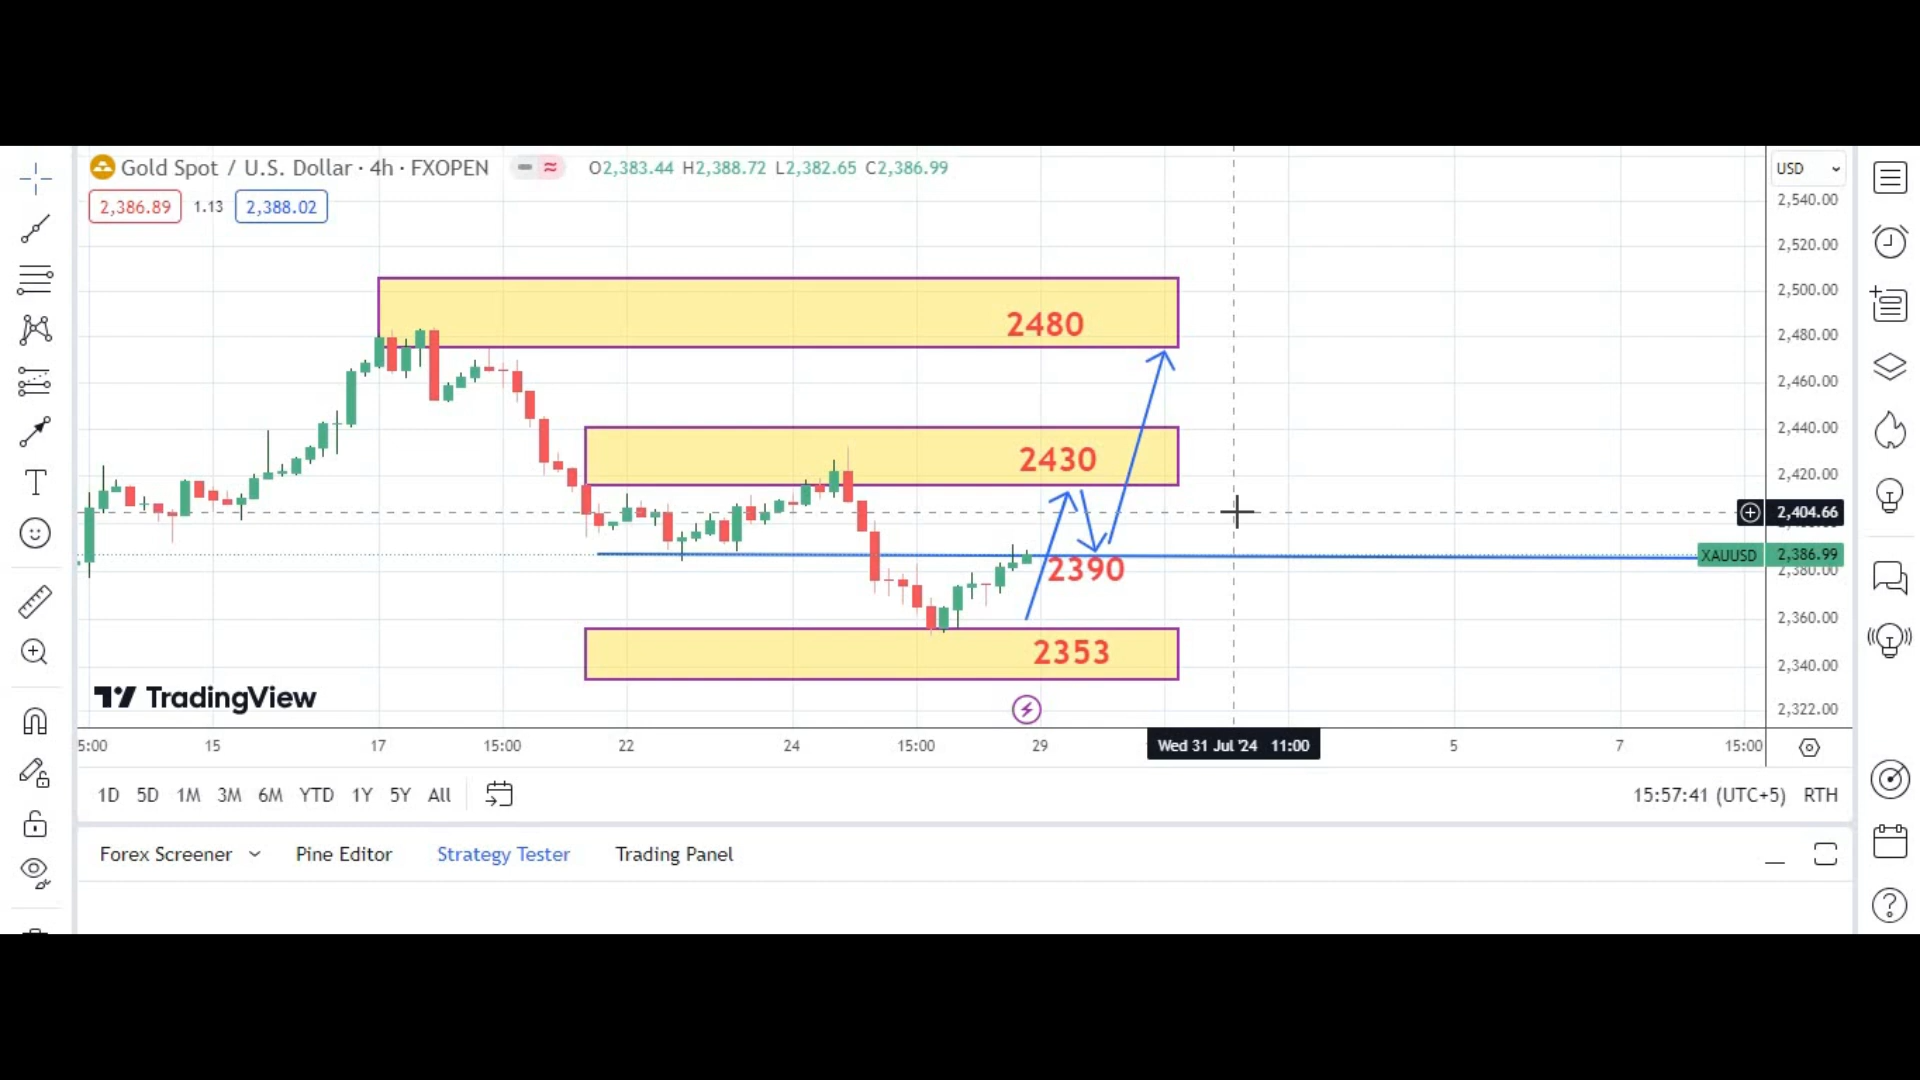 Gold Spot / U.S. Dollar · 4h · FXOPEN O2,383.44 H2,388.72 L2,382.65 C2,386.99
USD
2,386.89 1.13 2,388.02
2,540.00
2,520.00
2,500.00
2480
2,480.00
2,460.00
2,440.00
2430
2,420.00
2,404.66
XAUUSD 2,386.99
2390
2,380.00
2,360.00
2353
2,340.00
TradingView
2,322.00
5:00 15 17 15:00 22 24 15:00 29 Wed 31 Jul '24 11:00 5 7 15:00
1D 5D 1M 3M 6M YTD 1Y 5Y All 15:57:41 (UTC+5) RTH
Forex Screener Pine Editor Strategy Tester Trading Panel